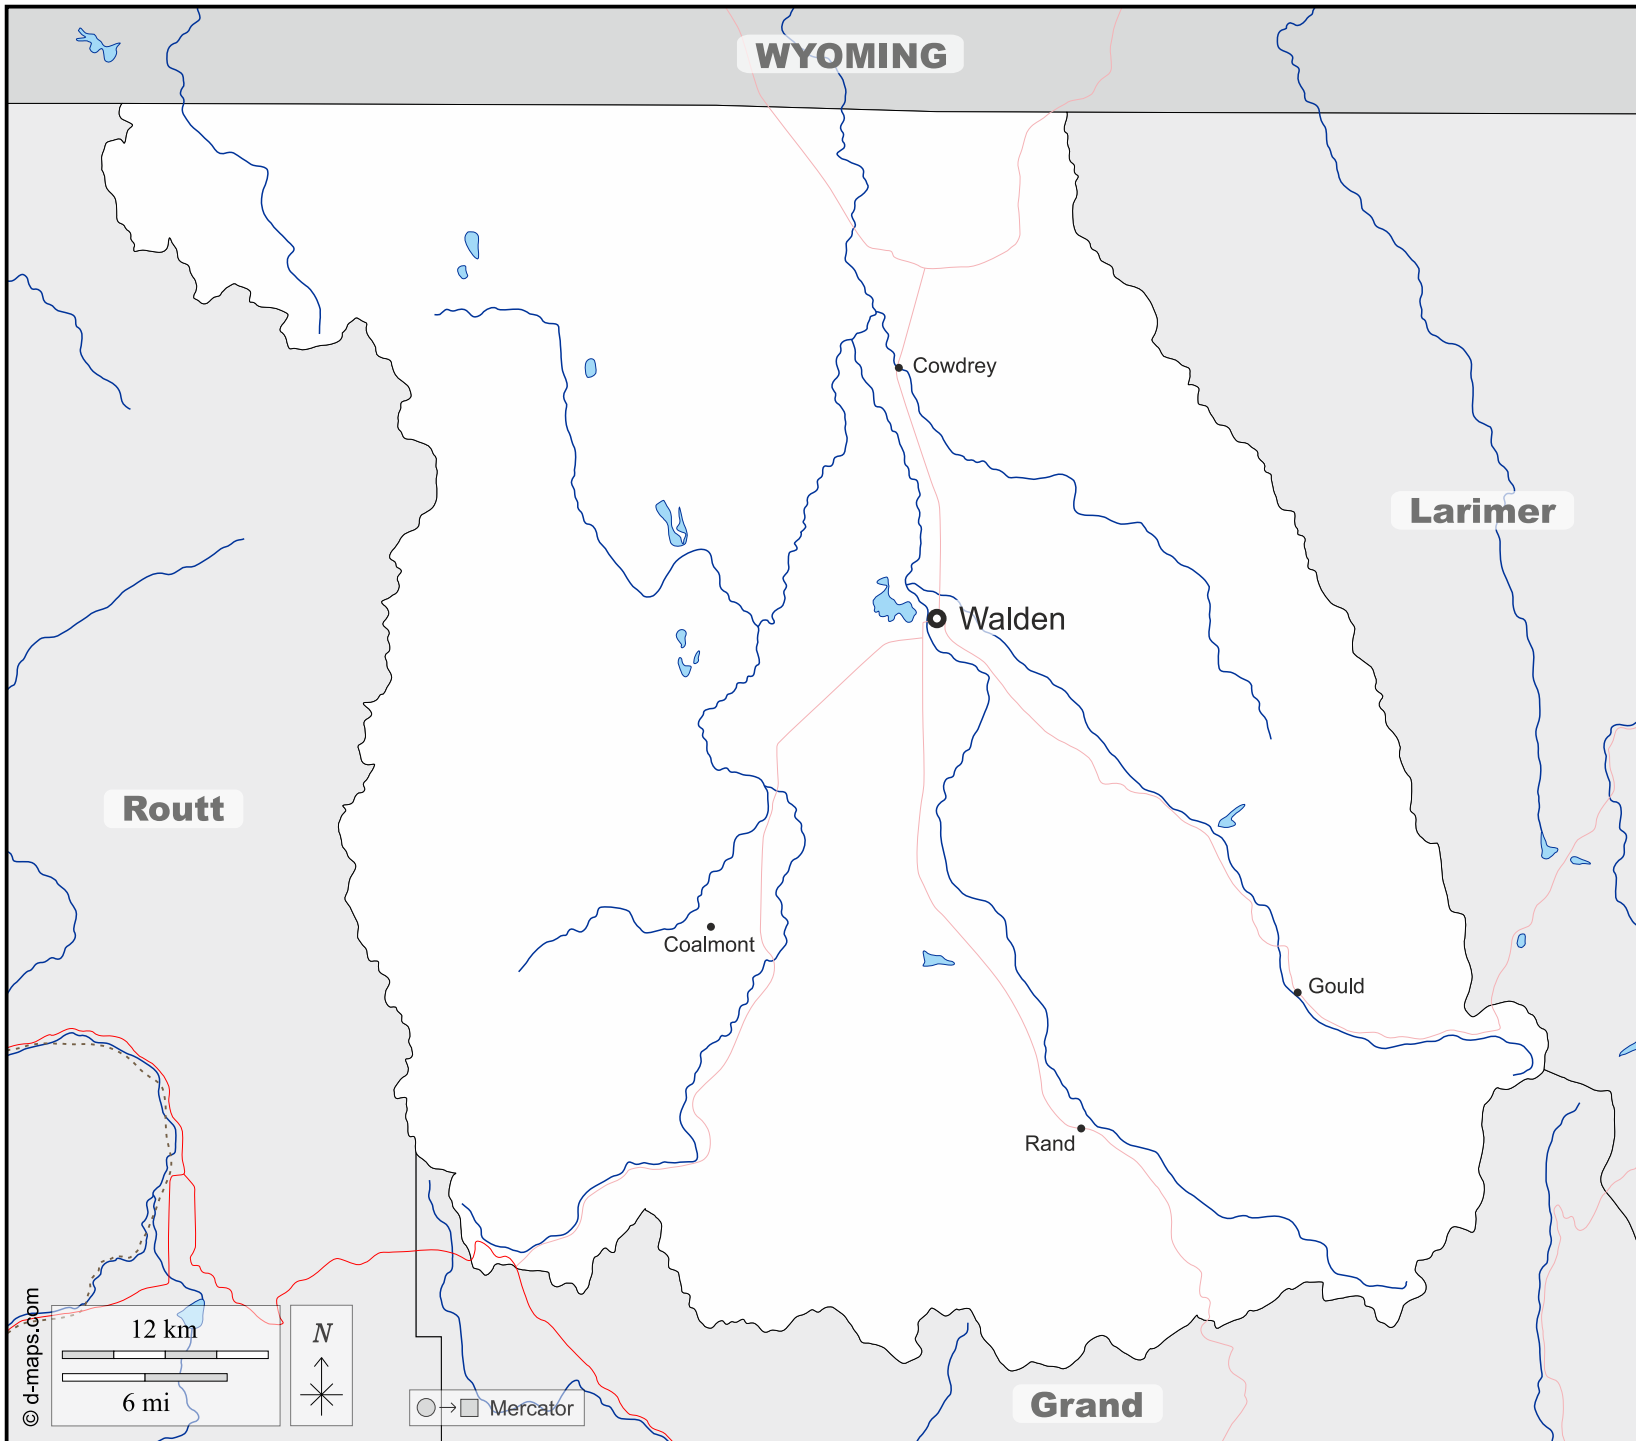 WYOMING
Cowdrey
Larimer
Walden
Routt
Coalmont
Gould
Rand
12 km
6 mi
N
Mercator
Grand
© d-maps.com